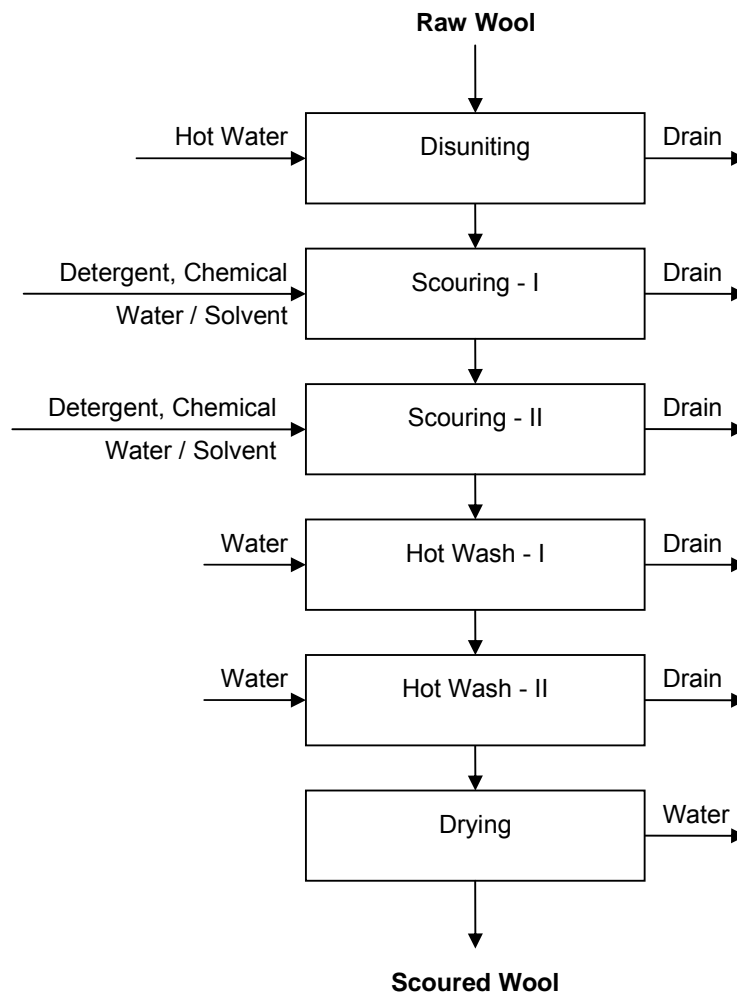 Raw Wool
Hot Water
Disuniting
Drain
Detergent, Chemical
Water / Solvent
Scouring - I
Drain
Detergent, Chemical
Water / Solvent
Scouring - II
Drain
Water
Hot Wash - I
Drain
Water
Hot Wash - II
Drain
Drying
Water
Scoured Wool